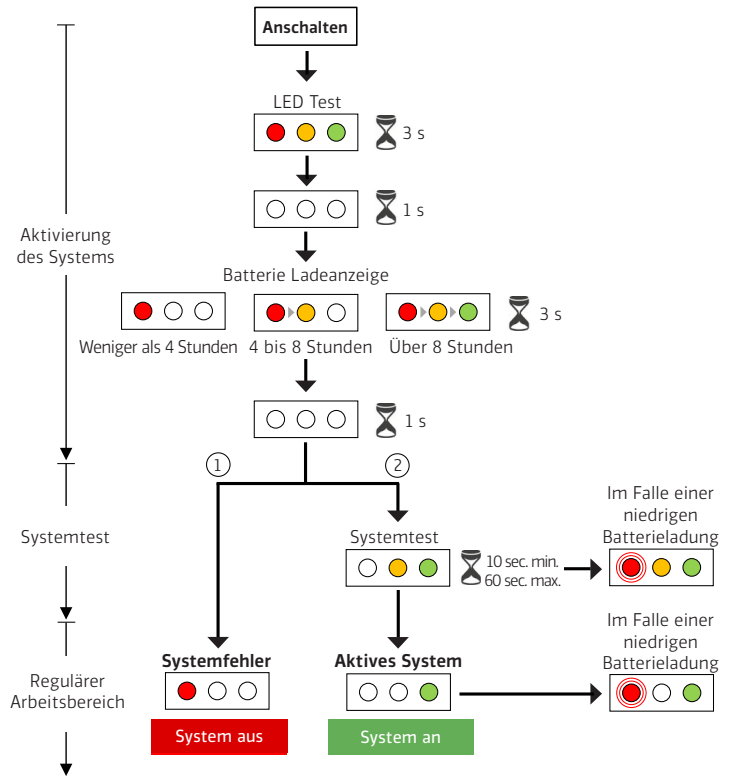 Anschalten
LED Test
3 s
1 s
Aktivierung
des Systems
Batterie Ladeanzeige
3 s
Weniger als 4 Stunden
4 bis 8 Stunden
Über 8 Stunden
1 s
1
2
Systemtest
Systemtest
10 sec. min.
60 sec. max.
Im Falle einer
niedrigen
Batterieladung
Regulärer
Arbeitsbereich
Systemfehler
System aus
Aktives System
System an
Im Falle einer
niedrigen
Batterieladung